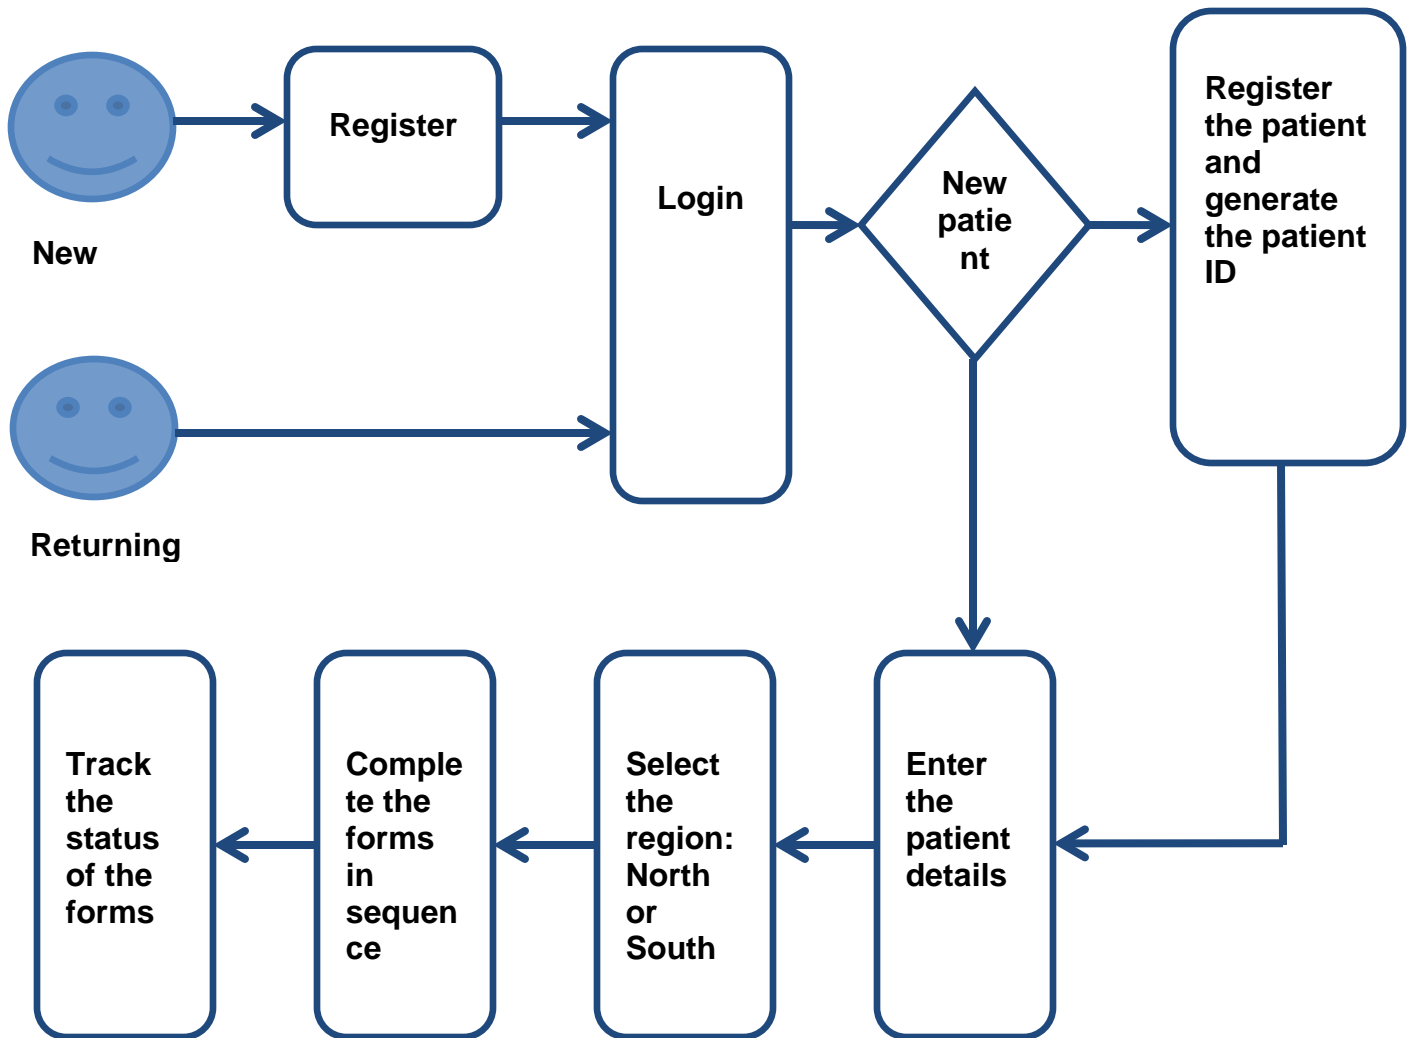 Register
New
Login
New
patie
nt
Register
the patient
and
generate
the patient
ID
Returning
Track
the
status
of the
forms
Comple
te the
forms
in
sequen
ce
Select
the
region:
North
or
South
Enter
the
patient
details